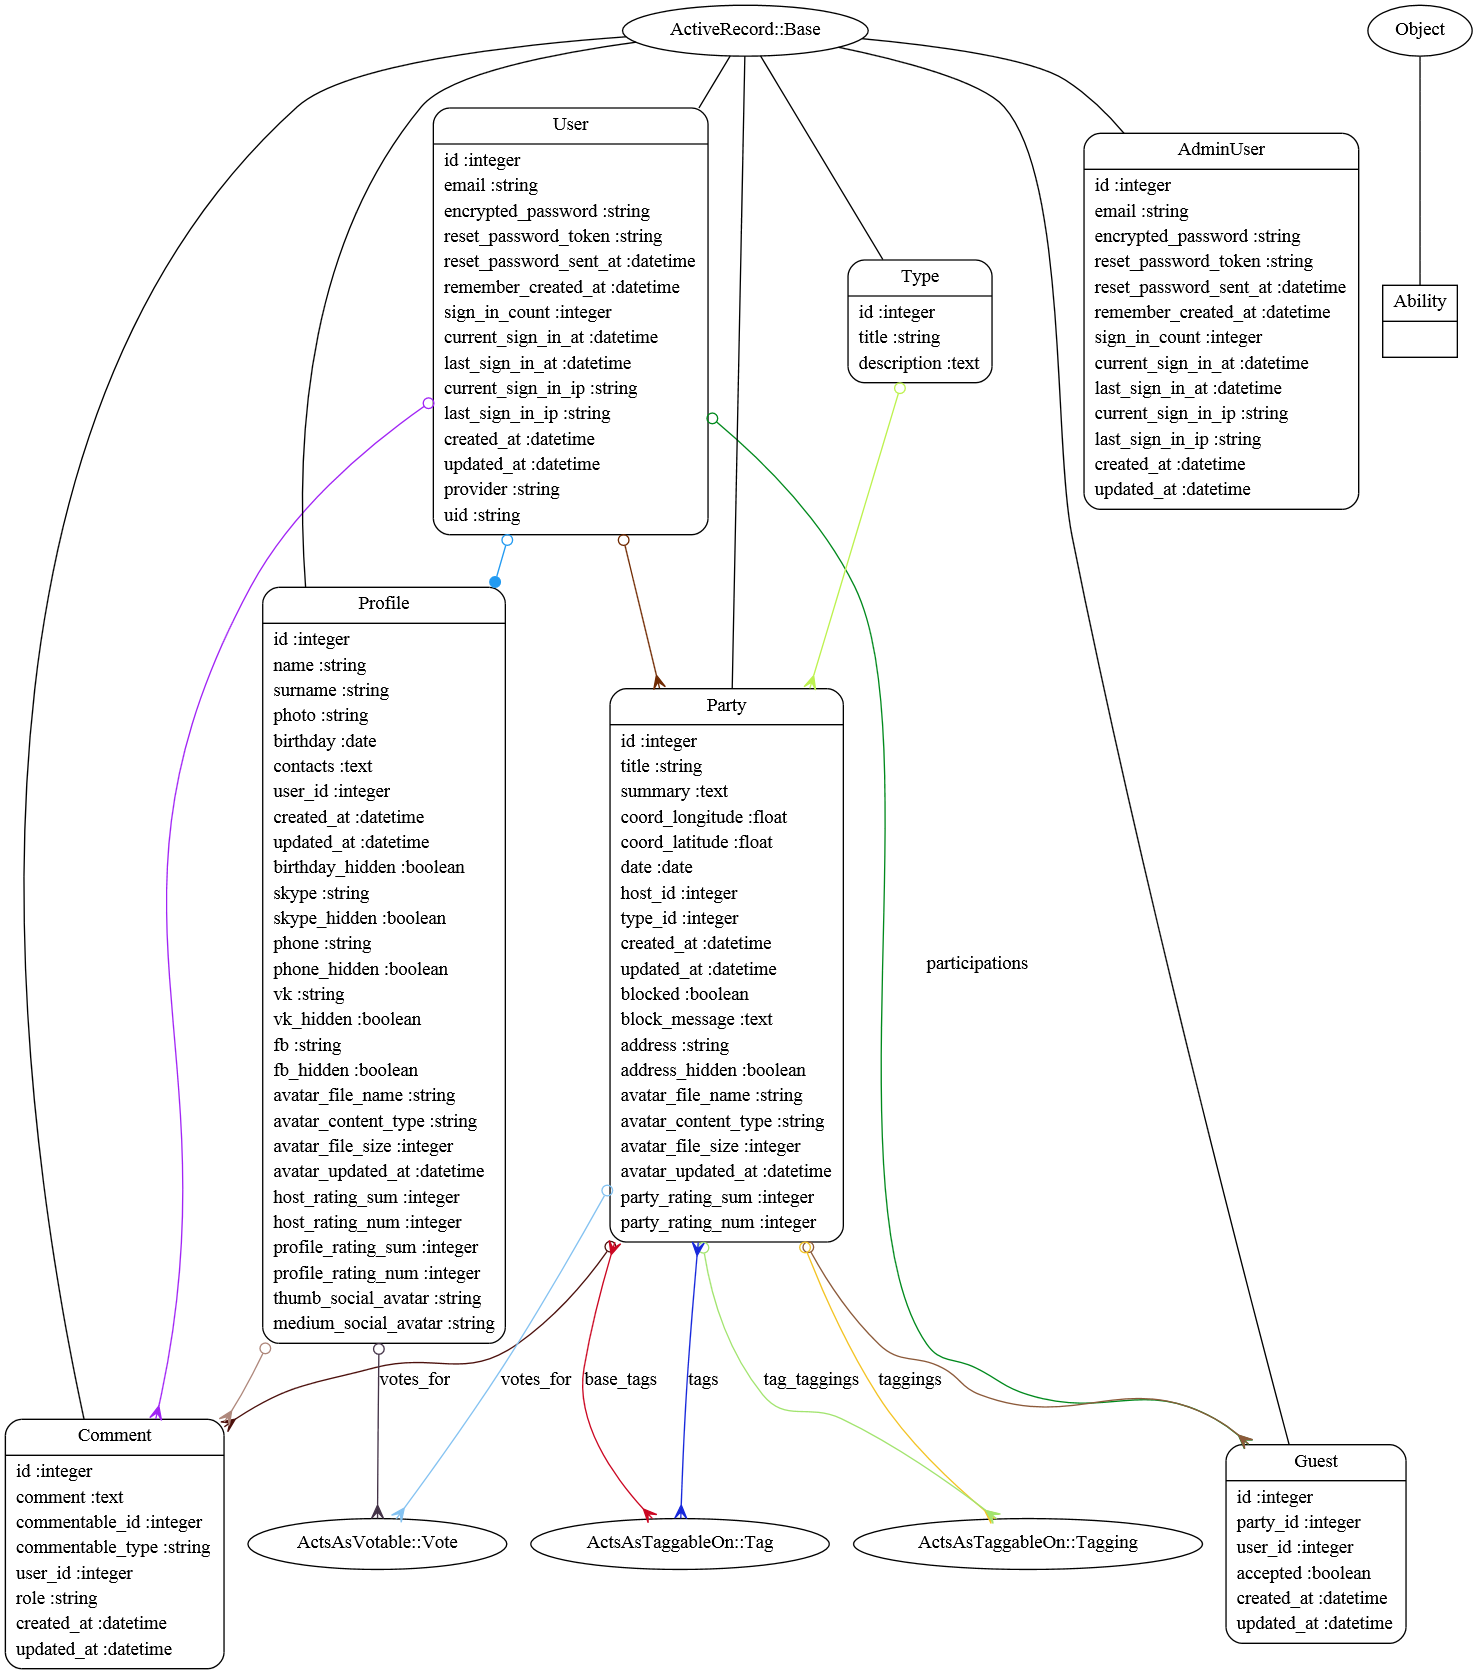 ActiveRecord::Base
Object
User
id :integer
email :string
encrypted_password :string
reset_password_token :string
reset_password_sent_at :datetime
remember_created_at :datetime
sign_in_count :integer
current_sign_in_at :datetime
last_sign_in_at :datetime
current_sign_in_ip :string
last_sign_in_ip :string
created_at :datetime
updated_at :datetime
provider :string
uid :string
Type
id :integer
title :string
description :text
AdminUser
id :integer
email :string
encrypted_password :string
reset_password_token :string
reset_password_sent_at :datetime
remember_created_at :datetime
sign_in_count :integer
current_sign_in_at :datetime
last_sign_in_at :datetime
current_sign_in_ip :string
last_sign_in_ip :string
created_at :datetime
updated_at :datetime
Ability
Profile
id :integer
name :string
surname :string
photo :string
birthday :date
contacts :text
user_id :integer
created_at :datetime
updated_at :datetime
birthday_hidden :boolean
skype :string
skype_hidden :boolean
phone :string
phone_hidden :boolean
vk :string
vk_hidden :boolean
fb :string
fb_hidden :boolean
avatar_file_name :string
avatar_content_type :string
avatar_file_size :integer
avatar_updated_at :datetime
host_rating_sum :integer
host_rating_num :integer
profile_rating_sum :integer
profile_rating_num :integer
thumb_social_avatar :string
medium_social_avatar :string
Party
id :integer
title :string
summary :text
coord_longitude :float
coord_latitude :float
date :date
host_id :integer
type_id :integer
created_at :datetime
updated_at :datetime
blocked :boolean
block_message :text
address :string
address_hidden :boolean
avatar_file_name :string
avatar_content_type :string
avatar_file_size :integer
avatar_updated_at :datetime
party_rating_sum :integer
party_rating_num :integer
participations
votes_for
votes_for
base_tags
tags
tag_taggings
taggings
Comment
id :integer
comment :text
commentable_id :integer
commentable_type :string
user_id :integer
role :string
created_at :datetime
updated_at :datetime
ActsAsVotable::Vote
ActsAsTaggableOn::Tag
ActsAsTaggableOn::Tagging
Guest
id :integer
party_id :integer
user_id :integer
accepted :boolean
created_at :datetime
updated_at :datetime